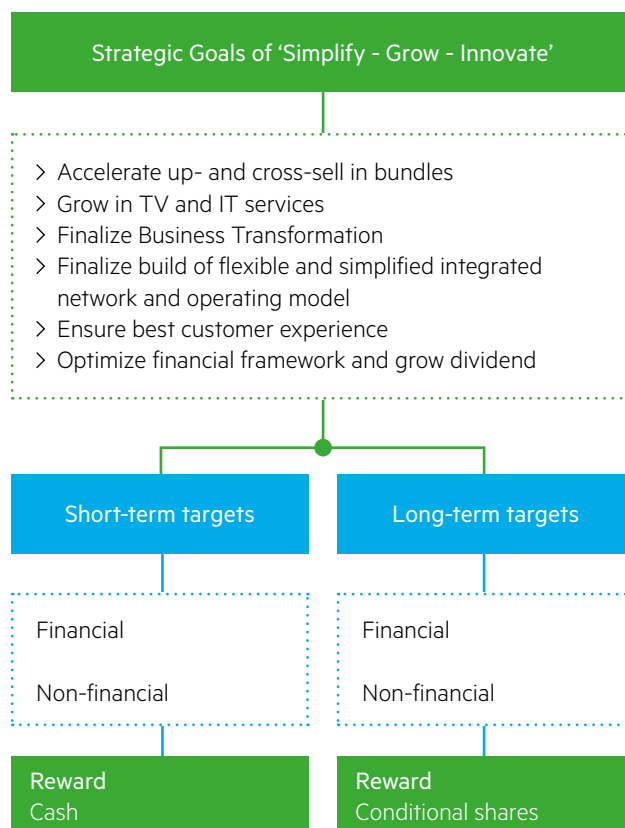 Strategic Goals of ‘Simplify - Grow - Innovate’
> Accelerate up- and cross-sell in bundles
> Grow in TV and IT services
> Finalize Business Transformation
> Finalize build of flexible and simplified integrated
network and operating model
> Ensure best customer experience
> Optimize financial framework and grow dividend
Short-term targets
Financial
Non-financial
Reward
Cash
Long-term targets
Financial
Non-financial
Reward
Conditional shares